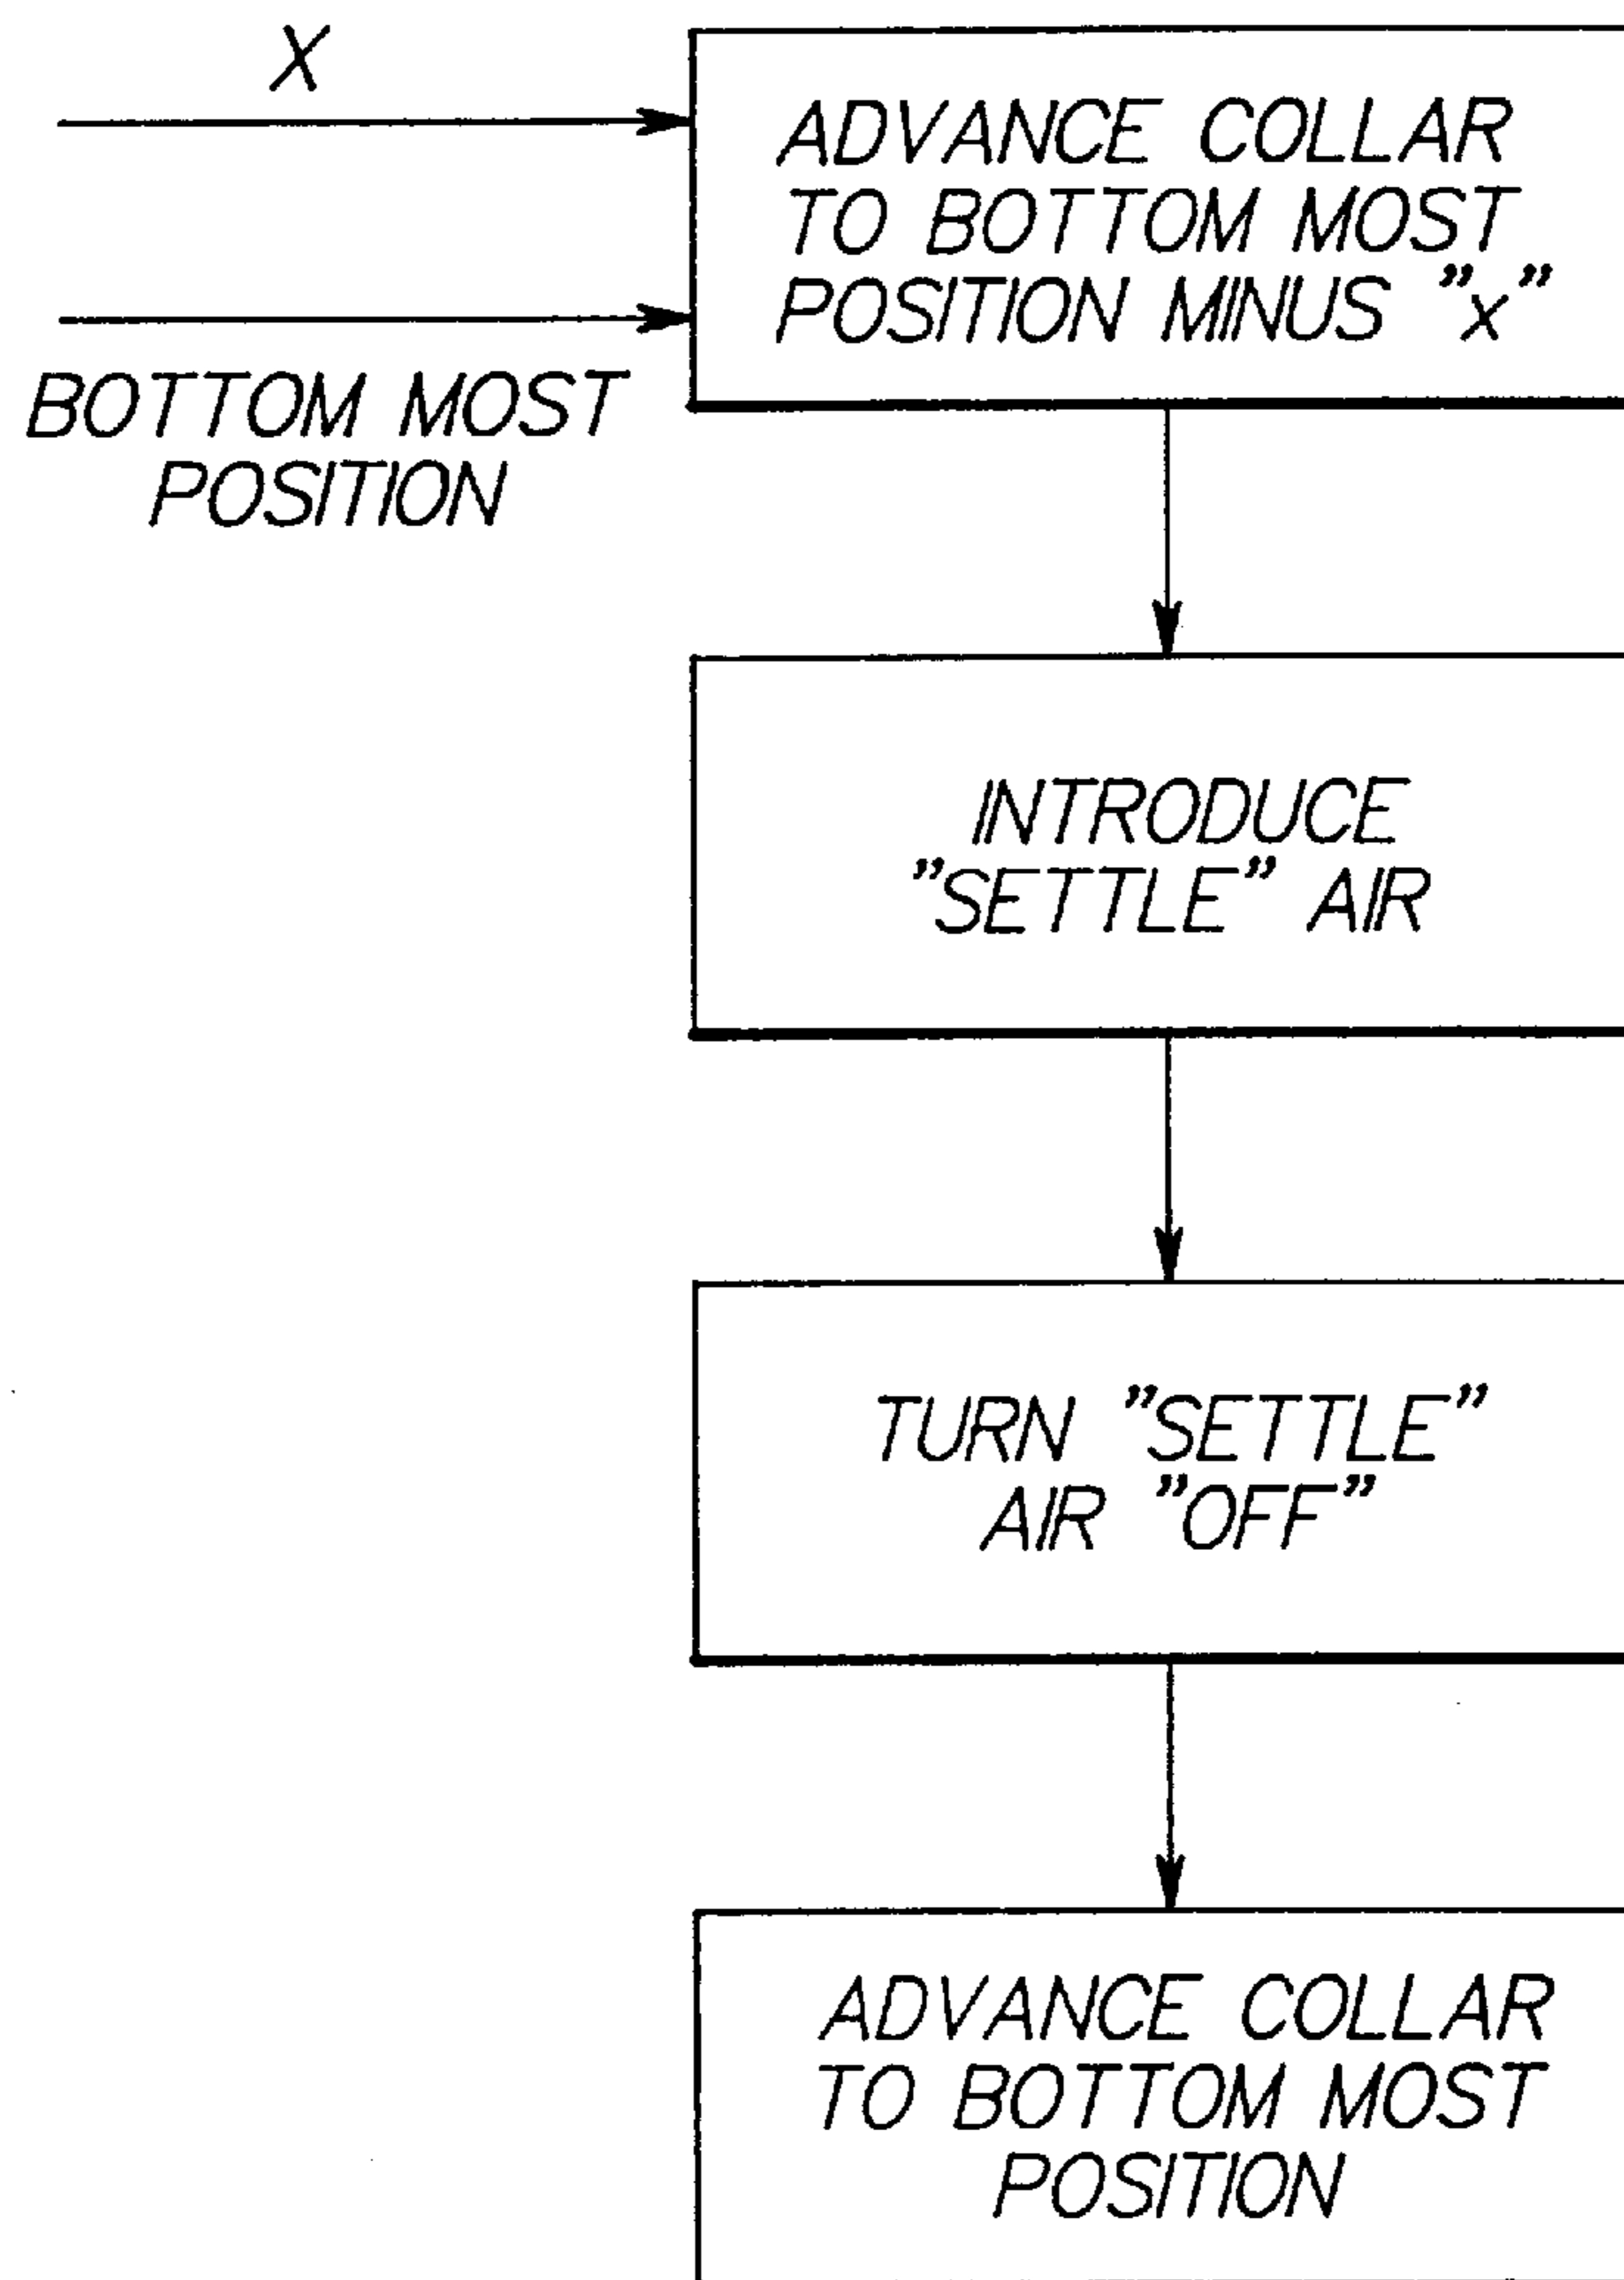 X
ADVANCE COLLAR
TO BOTTOM MOST
POSITION MINUS "x"
BOTTOM MOST
POSITION
INTRODUCE
"SETTLE" AIR
TURN "SETTLE"
AIR "OFF"
ADVANCE COLLAR
TO BOTTOM MOST
POSITION